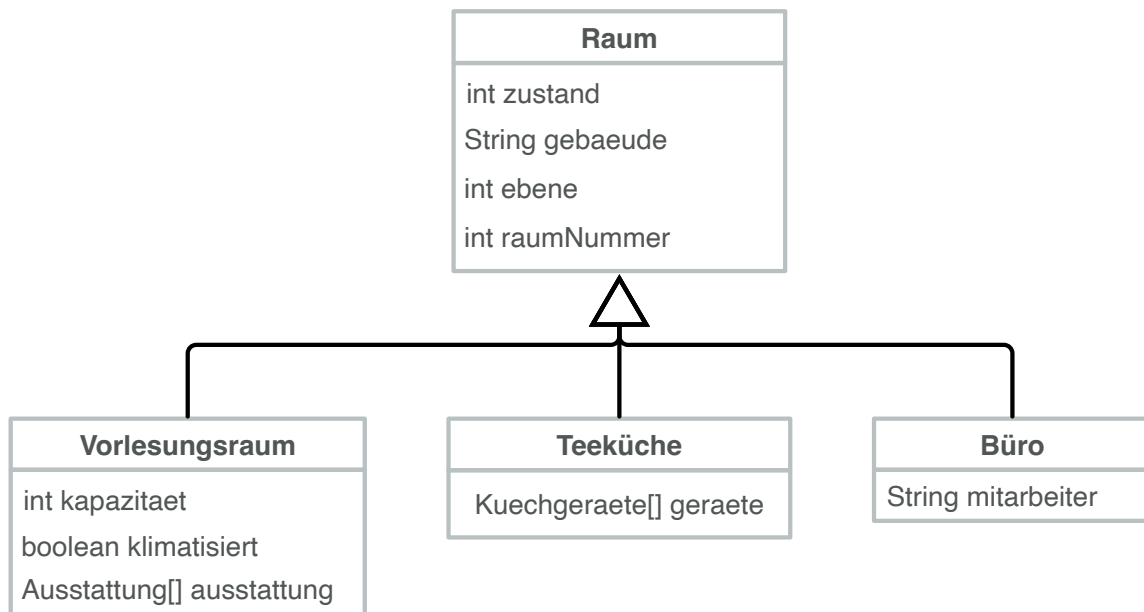 Raum
int zustand
String gebaeude
int ebene
int raumNummer
Vorlesungsraum
int kapazitaet
boolean klimatisiert
Ausstattung[] ausstattung
Teeküche
Kuechgeraete[] geraete
Büro
String mitarbeiter